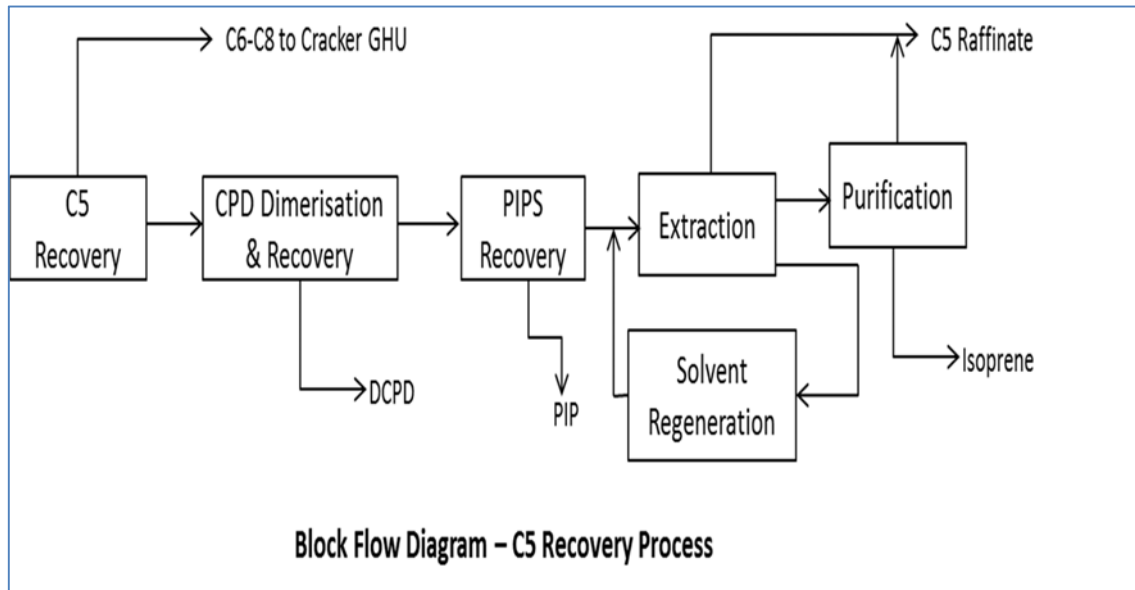 C6-C8 to Cracker GHU
C5 Raffinate
C5
Recovery
CPD Dimerisation
& Recovery
PIPS
Recovery
Extraction
Purification
DCPD
PIP
Solvent
Regeneration
Isoprene
Block Flow Diagram – C5 Recovery Process